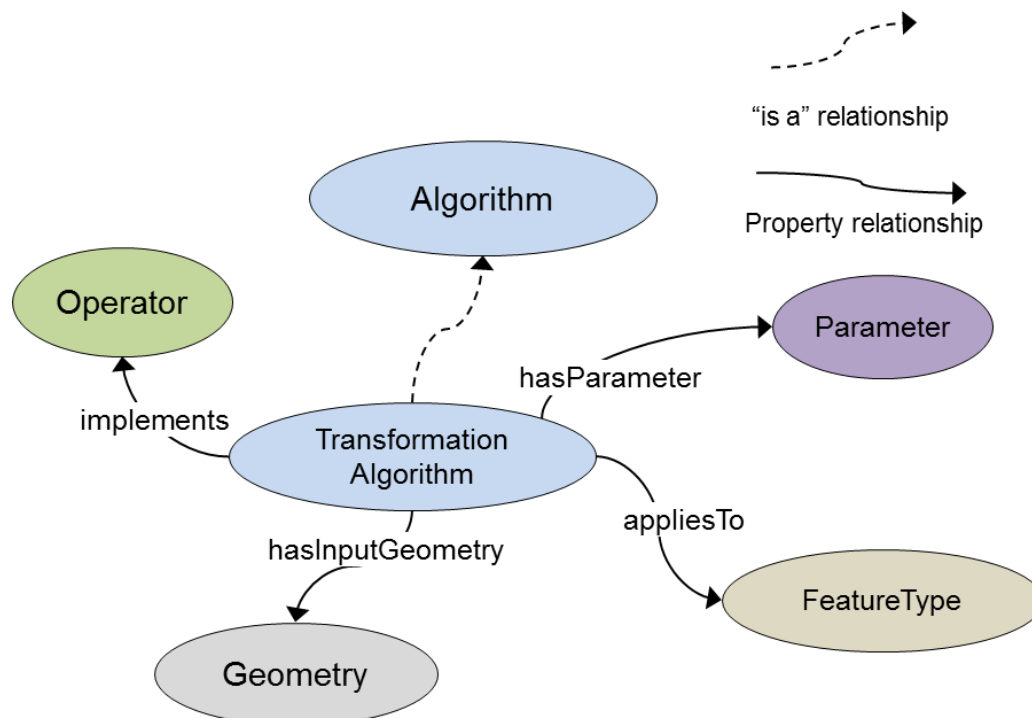 “is a” relationship
Algorithm
Property relationship
Operator
Parameter
hasParameter
implements
Transformation
Algorithm
appliesTo
hasInputGeometry
FeatureType
Geometry